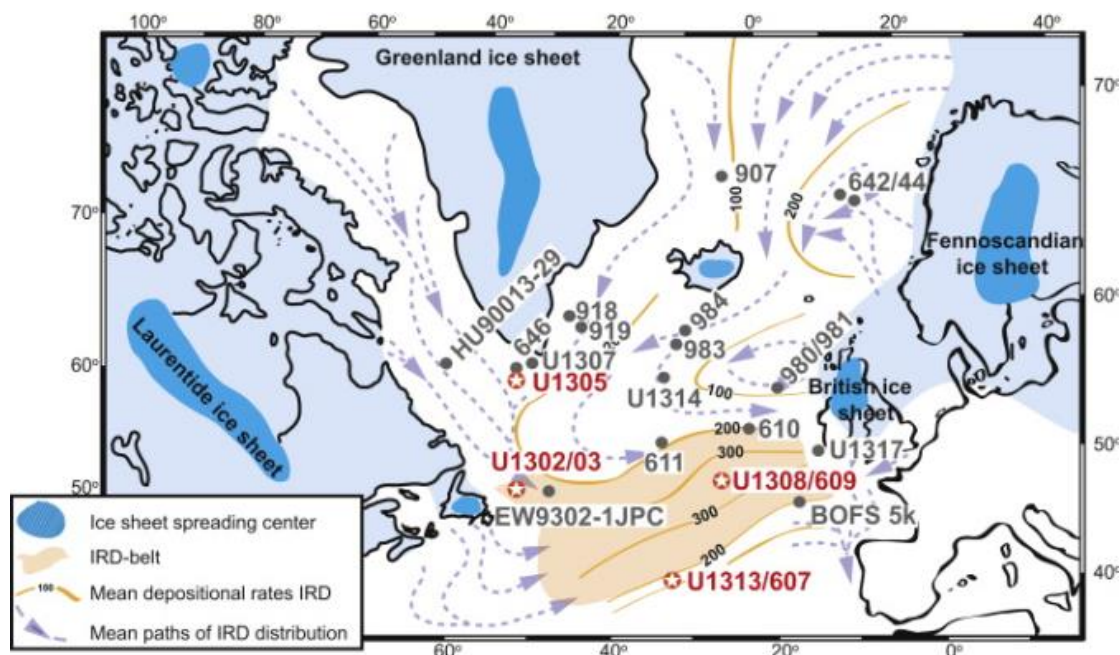 100° 80° 60° 40° 20° 0° 20° 40°
Greenland ice sheet
70°
907
100
642/44
200
70°
Fennoscandian
ice sheet
HU90013-29
918
919
984
60°
646
U1307
983
980/981
60°
Laurentide ice sheet
U1305
U1314
100
British ice
sheet
200
610
50°
U1302/03
611
300
U1317
50°
U1308/609
EW9302-1JPC
300
BOFS 5k
200
U1313/607
40°
Ice sheet spreading center
IRD-belt
100
Mean depositional rates IRD
Mean paths of IRD distribution
60° 40° 20° 0°